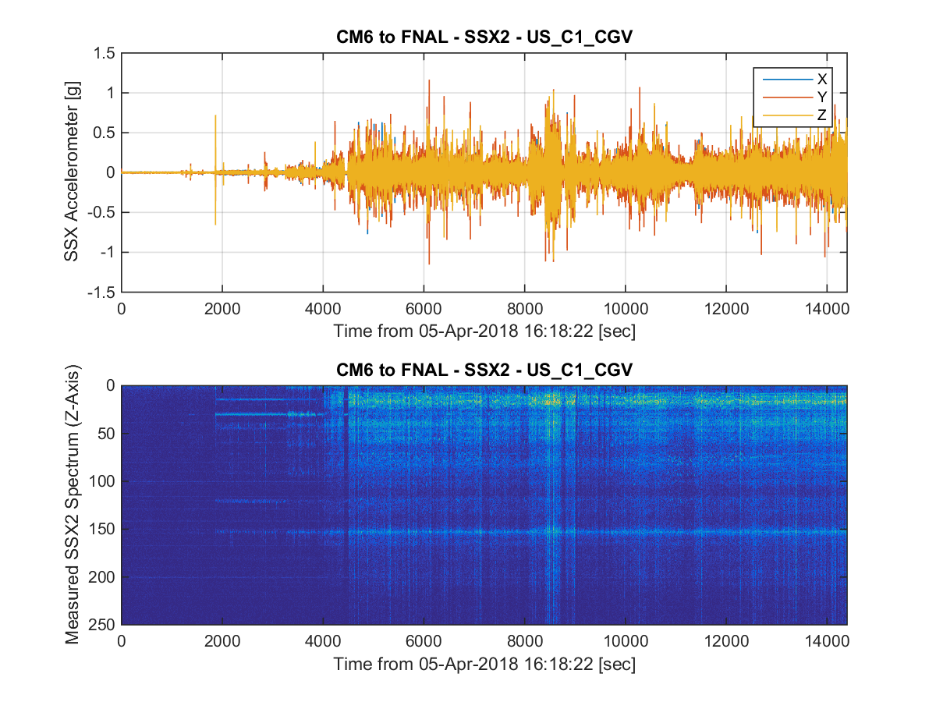 CM6 to FNAL - SSX2 - US_C1_CGV
1.5
1
0.5
0
-0.5
-1
-1.5
SSX Accelerometer [g]
X
Y
Z
0 2000 4000 6000 8000 10000 12000 14000
Time from 05-Apr-2018 16:18:22 [sec]
CM6 to FNAL - SSX2 - US_C1_CGV
0
50
100
150
200
250
Measured SSX2 Spectrum (Z-Axis)
0 2000 4000 6000 8000 10000 12000 14000
Time from 05-Apr-2018 16:18:22 [sec]